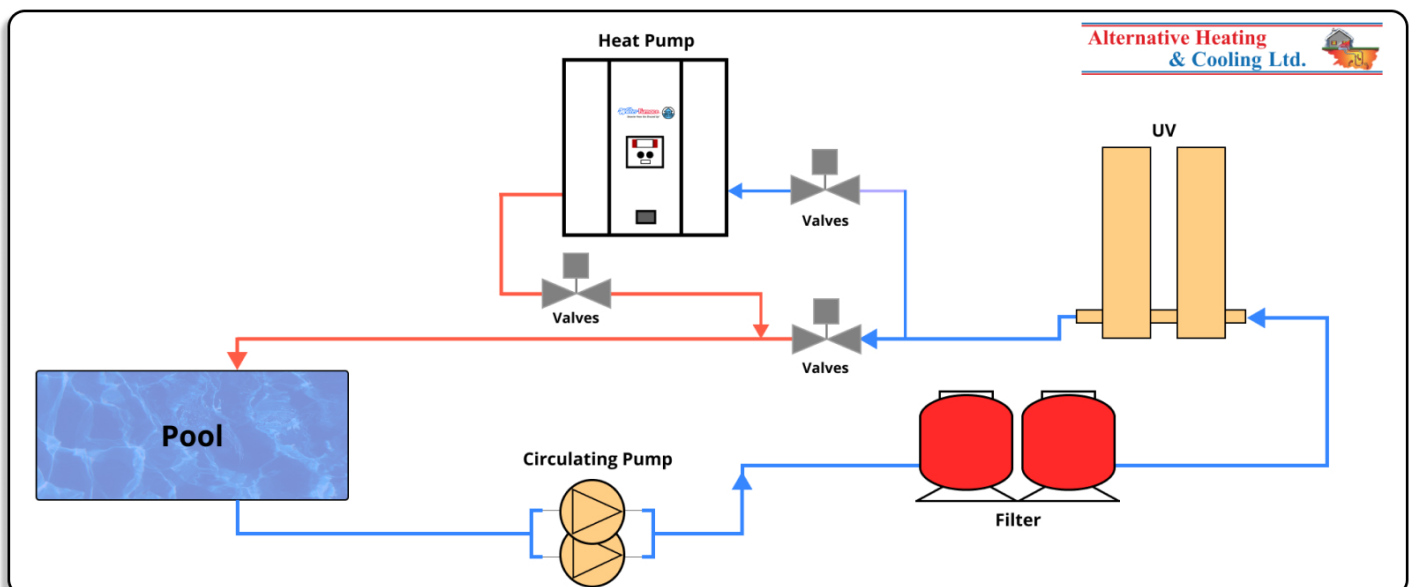 Heat Pump
Alternative Heating
& Cooling Ltd.
UV
Valves
Valves
Valves
Pool
Circulating Pump
Filter